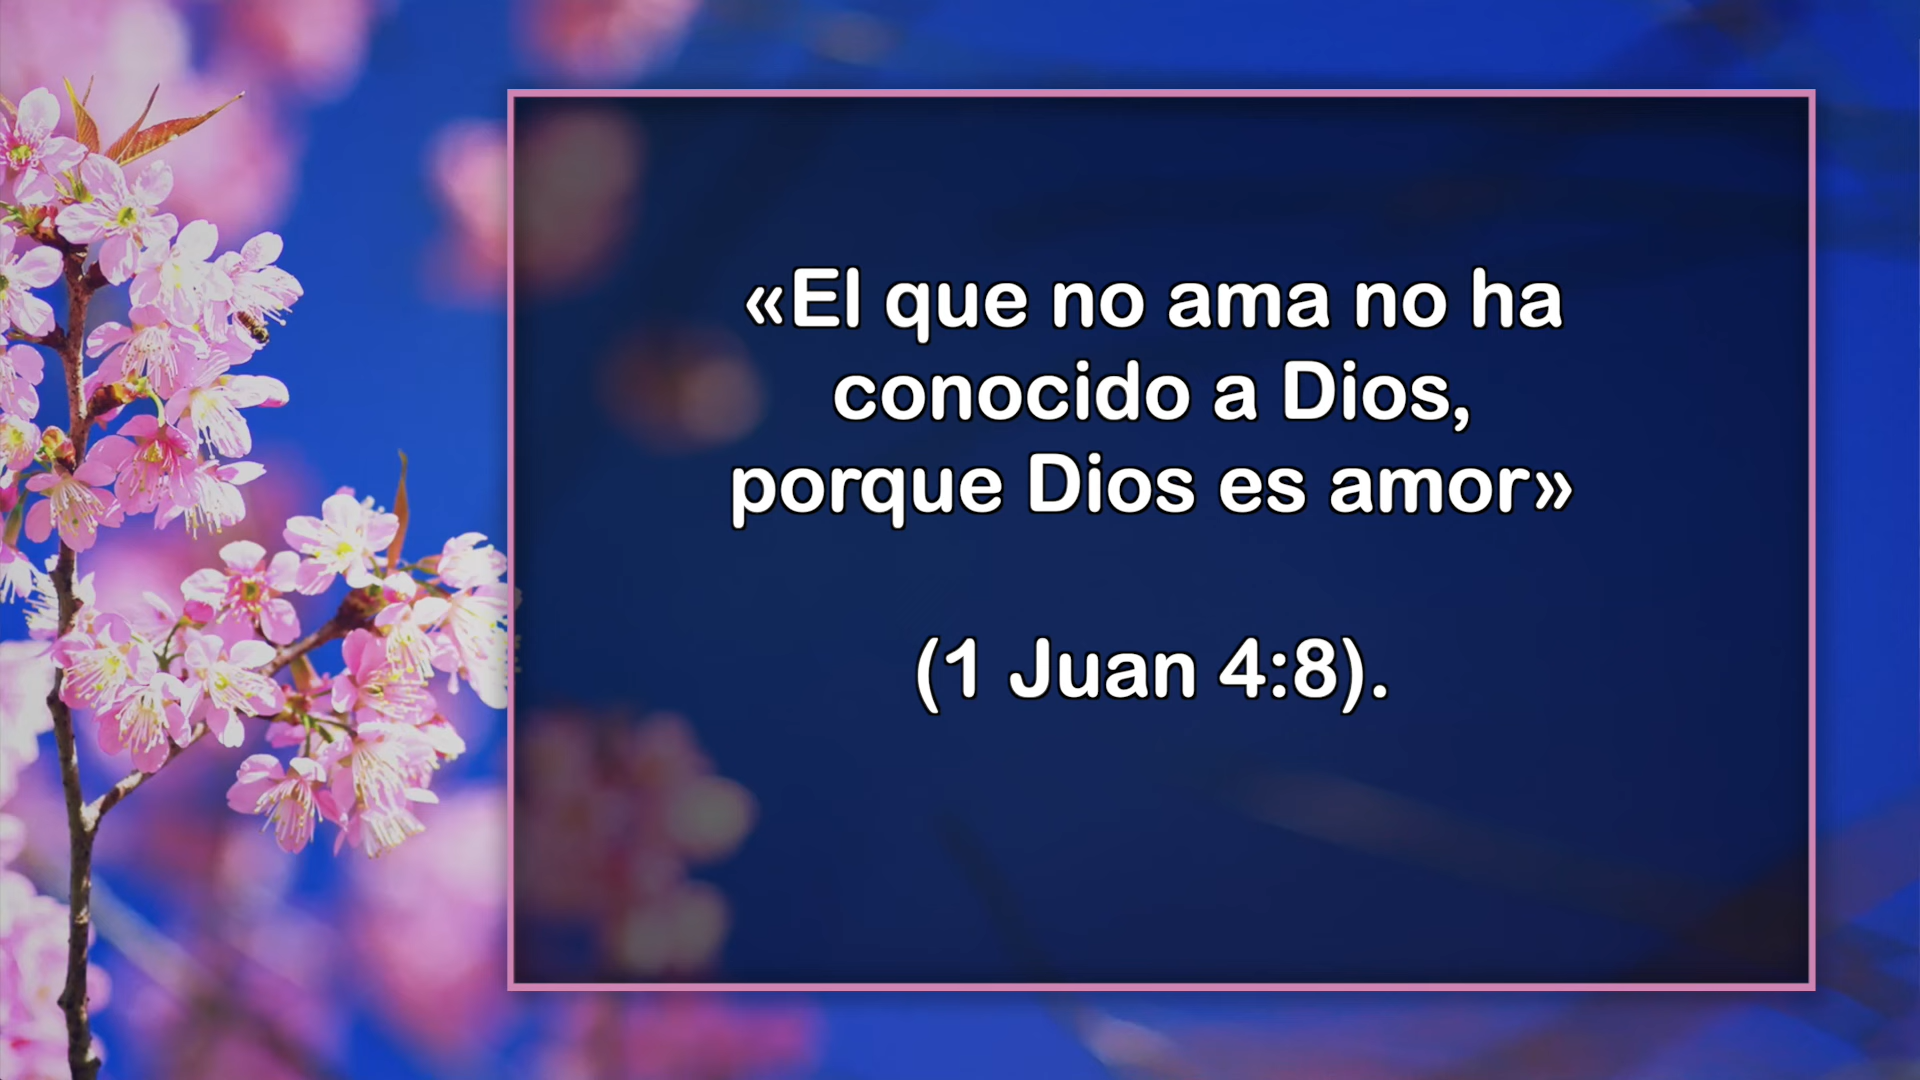 «El que no ama no ha
conocido a Dios,
porque Dios es amor»
(1 Juan 4:8).